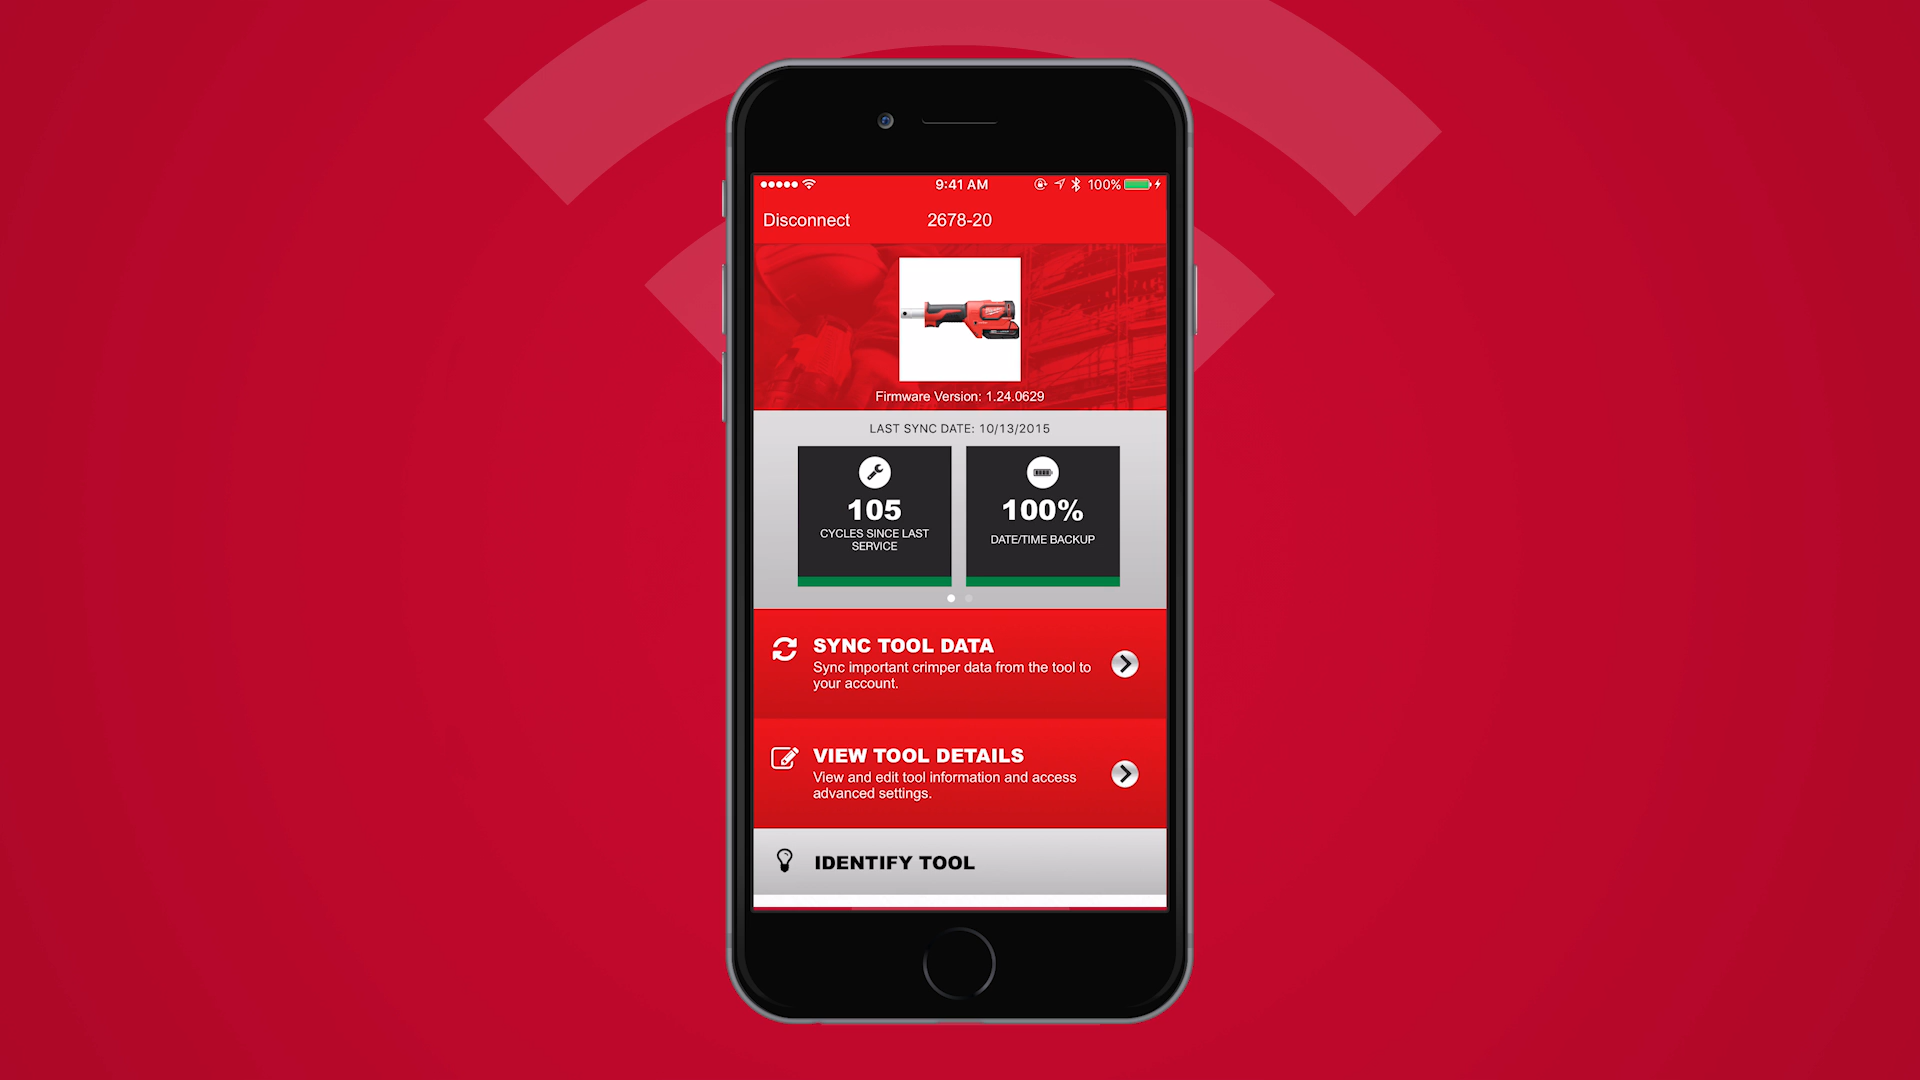 9:41 AM
100%
Disconnect
2678-20
Firmware Version: 1.24.0629
LAST SYNC DATE: 10/13/2015
105
CYCLES SINCE LAST
SERVICE
100%
DATE/TIME BACKUP
SYNC TOOL DATA
Sync important crimper data from the tool to
your account.
VIEW TOOL DETAILS
View and edit tool information and access
advanced settings.
IDENTIFY TOOL